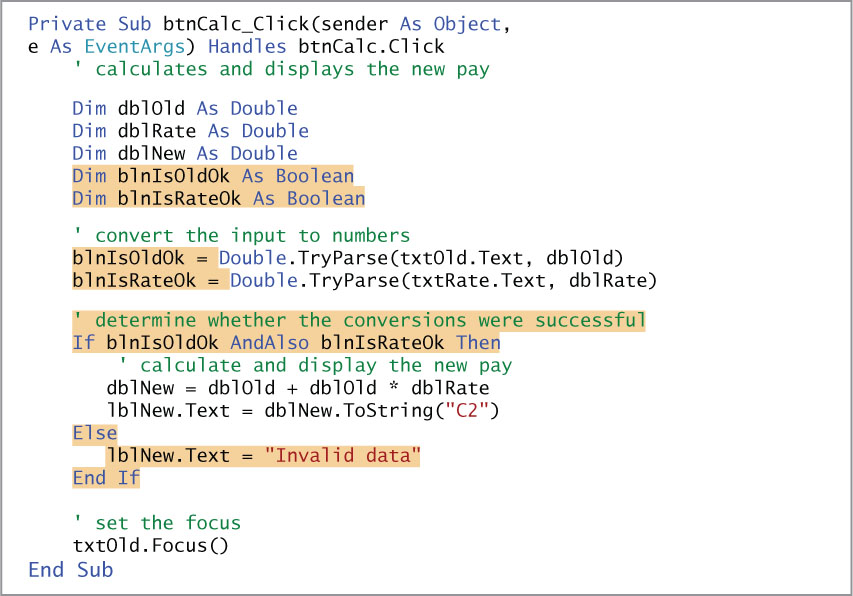 Private Sub btnCalc_Click(sender As Object,
e As EventArgs) Handles btnCalc.Click
    ' calculates and displays the new pay

    Dim dblOld As Double
    Dim dblRate As Double
    Dim dblNew As Double
    Dim blnIsOldOk As Boolean
    Dim blnIsRateOk As Boolean

    ' convert the input to numbers
    blnIsOldOk = Double.TryParse(txtOld.Text, dblOld)
    blnIsRateOk = Double.TryParse(txtRate.Text, dblRate)

    ' determine whether the conversions were successful
    If blnIsOldOk AndAlso blnIsRateOk Then
        ' calculate and display the new pay
       dblNew = dblOld + dblOld * dblRate
       lblNew.Text = dblNew.ToString("C2")
    Else
       lblNew.Text = "Invalid data"
    End If

    ' set the focus
    txtOld.Focus()
End Sub